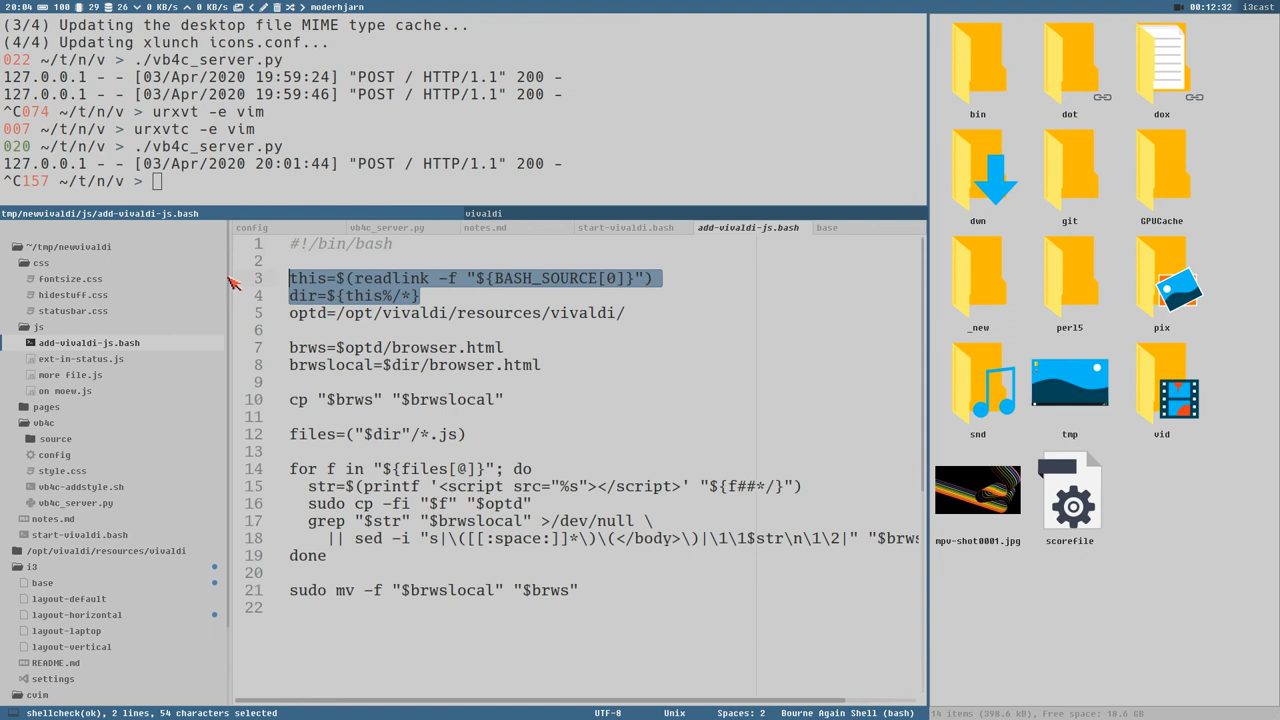 20:04 100 29 26 0 KB/s 0 KB/s moderhjarn 00:12:32 i3cast
(3/4) Updating the desktop file MIME type cache...
(4/4) Updating xlunch icons.conf...
022 ~/t/n/v > ./vb4c_server.py
127.0.0.1 - - [03/Apr/2020 19:59:24] "POST / HTTP/1.1" 200 -
127.0.0.1 - - [03/Apr/2020 19:59:46] "POST / HTTP/1.1" 200 -
^C074 ~/t/n/v > urxvt -e vim
007 ~/t/n/v > urxvtc -e vim
020 ~/t/n/v > ./vb4c_server.py
127.0.0.1 - - [03/Apr/2020 20:01:44] "POST / HTTP/1.1" 200 -
^C157 ~/t/n/v >
tmp/newvivaldi/js/add-vivaldi-js.bash vivaldi
~/tmp/newvivaldi
css
fontsize.css
hidestuff.css
statusbar.css
js
add-vivaldi-js.bash
ext-in-status.js
more file.js
on moew.js
pages
vb4c
source
config
style.css
vb4c-addstyle.sh
vb4c_server.py
notes.md
start-vivaldi.bash
/opt/vivaldi/resources/vivaldi
i3
base
layout-default
layout-horizontal
layout-laptop
layout-vertical
README.md
settings
cvim
config vb4c_server.py notes.md start-vivaldi.bash add-vivaldi-js.bash base
1 #!/bin/bash
2
3 this=$(readlink -f "${BASH_SOURCE[0]}")
4 dir=${this%/*}
5 optd=/opt/vivaldi/resources/vivaldi/
6
7 brws=$optd/browser.html
8 brwslocal=$dir/browser.html
9
10 cp "$brws" "$brwslocal"
11
12 files=("$dir"/*.js)
13
14 for f in "${files[@]}"; do
15 str=$(printf '<script src="%s"></script>' "${f##*/}")
16 sudo cp -fi "$f" "$optd"
17 grep "$str" "$brwslocal" >/dev/null \
18 || sed -i "s|\([[:space:]]*\)\(</body>\)|\1\1$str\n\1\2|" "$brws
19 done
20
21 sudo mv -f "$brwslocal" "$brws"
22
shellcheck(ok), 2 lines, 54 characters selected UTF-8 Unix Spaces: 2 Bourne Again Shell (bash)
bin dot dox
dwn git GPUCache
_new perl5 pix
snd tmp vid
mpv-shot0001.jpg scorefile
14 items (398.6 kB), Free space: 18.6 GB